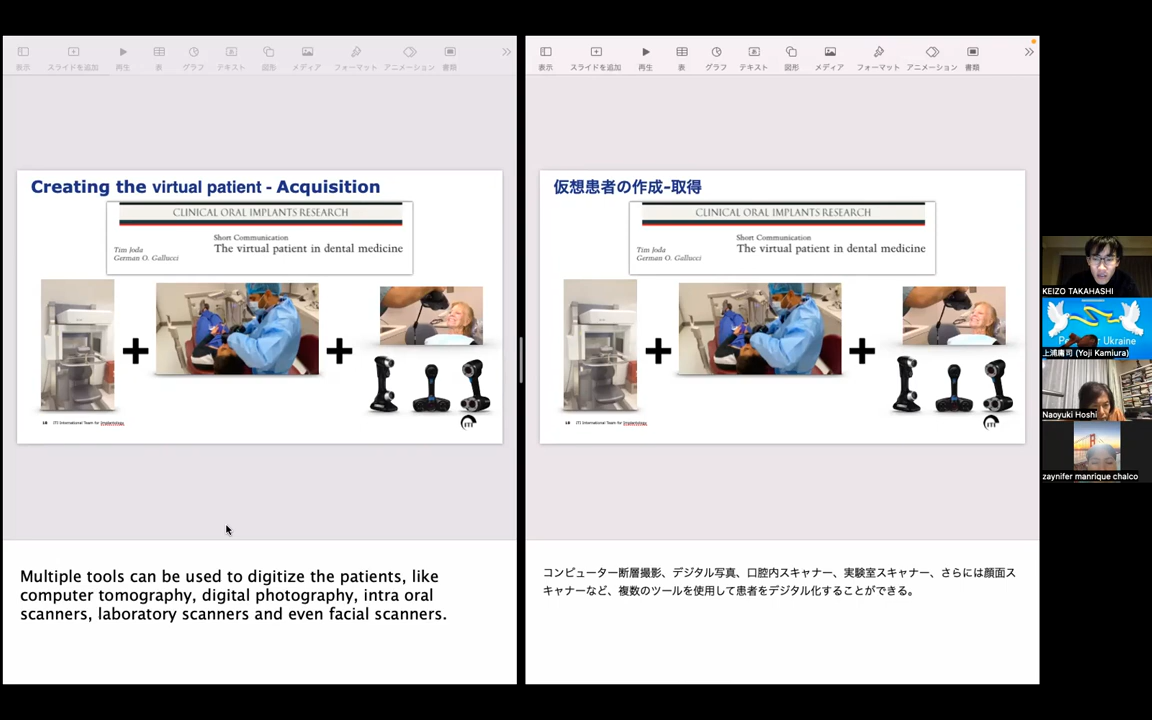 表示 スライドを追加 再生 表 グラフ テキスト 図形 メディア フォーマット アニメーション 書類
Creating the virtual patient - Acquisition
CLINICAL ORAL IMPLANTS RESEARCH
Short Communication
Tim Joda
German O. Gallucci
The virtual patient in dental medicine
18 ITI International Team for Implantology
ITI
Multiple tools can be used to digitize the patients, like
computer tomography, digital photography, intra oral
scanners, laboratory scanners and even facial scanners.
表示 スライドを追加 再生 表 グラフ テキスト 図形 メディア フォーマット アニメーション 書類
仮想患者の作成-取得
CLINICAL ORAL IMPLANTS RESEARCH
Short Communication
Tim Joda
German O. Gallucci
The virtual patient in dental medicine
18 ITI International Team for Implantology
ITI
コンピューター断層撮影、デジタル写真、口腔内スキャナー、実験室スキャナー、さらには顔面ス
キャナーなど、複数のツールを使用して患者をデジタル化することができる。
KEIZO TAKAHASHI
Ukraine
上浦庸司 (Yoji Kamiura)
Naoyuki Hoshi
zaynifer manrique chalco